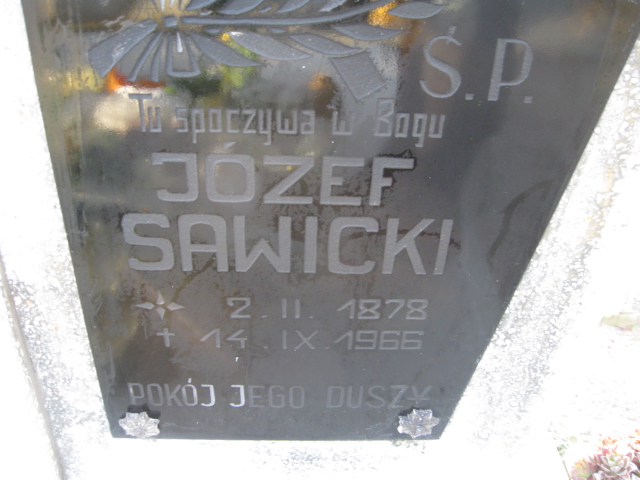 Ś.P.
Tu spoczywa w Bogu
JÓZEF
SAWICKI
2.II.1878
14.IX.1966
POKÓJ JEGO DUSZY